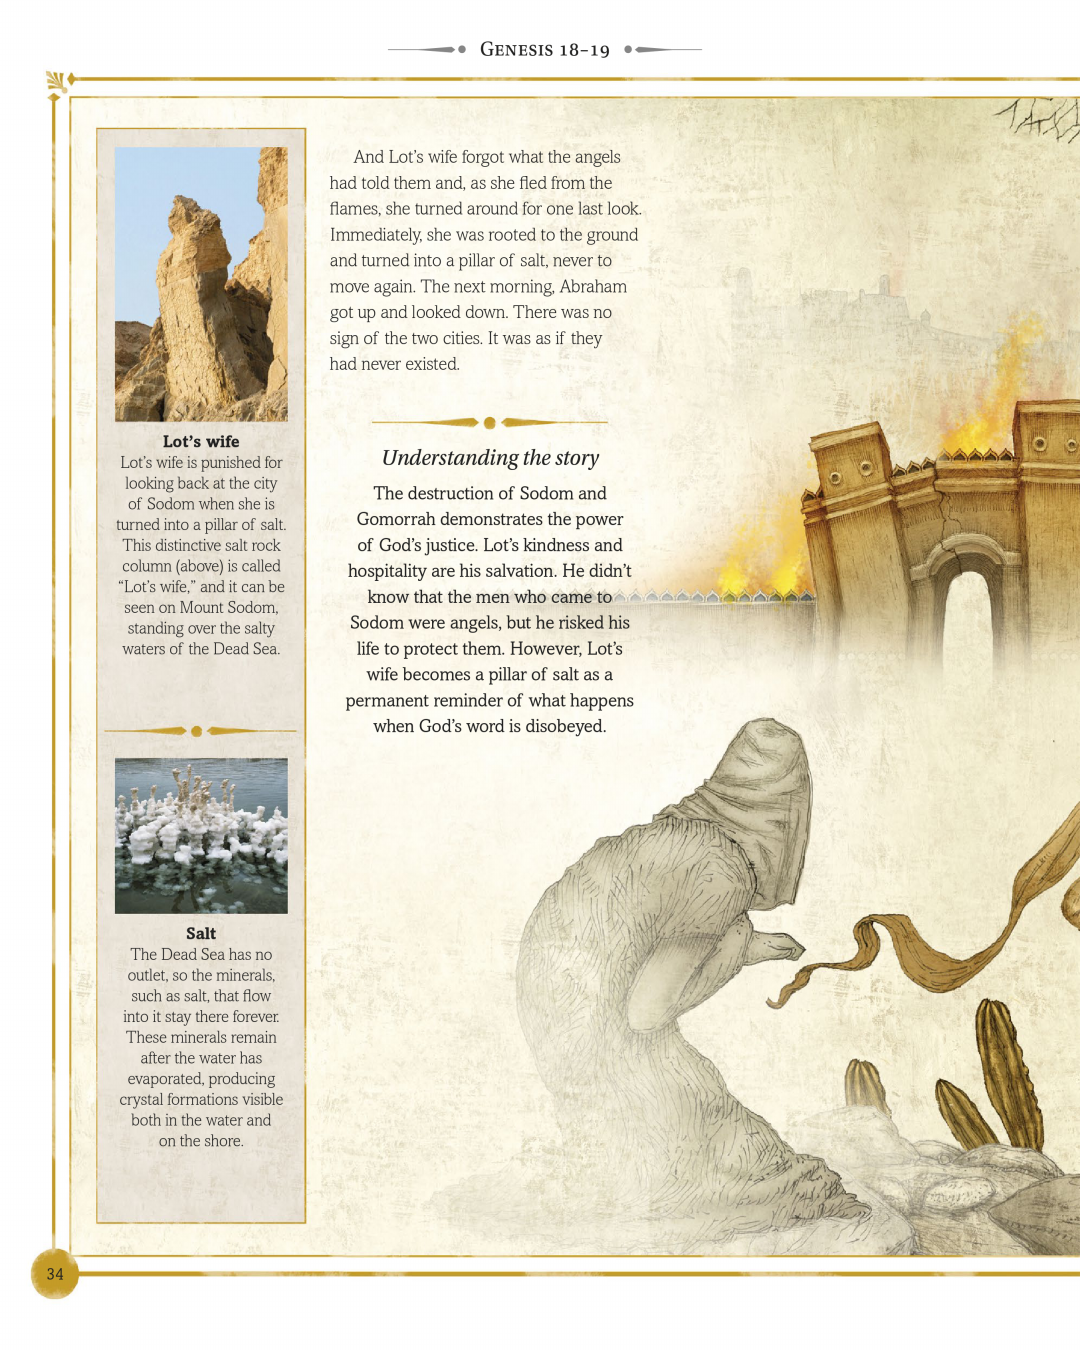 Genesis 18–19
And Lot's wife forgot what the angels
had told them and, as she fled from the
flames, she turned around for one last look.
Immediately, she was rooted to the ground
and turned into a pillar of salt, never to
move again. The next morning, Abraham
got up and looked down. There was no
sign of the two cities. It was as if they
had never existed.
Understanding the story
The destruction of Sodom and
Gomorrah demonstrates the power
of God's justice. Lot's kindness and
hospitality are his salvation. He didn't
know that the men who came to
Sodom were angels, but he risked his
life to protect them. However, Lot's
wife becomes a pillar of salt as a
permanent reminder of what happens
when God's word is disobeyed.
Lot's wife
Lot's wife is punished for
looking back at the city
of Sodom when she is
turned into a pillar of salt.
This distinctive salt rock
column (above) is called
“Lot's wife,” and it can be
seen on Mount Sodom,
standing over the salty
waters of the Dead Sea.
Salt
The Dead Sea has no
outlet, so the minerals,
such as salt, that flow
into it stay there forever.
These minerals remain
after the water has
evaporated, producing
crystal formations visible
both in the water and
on the shore.
34